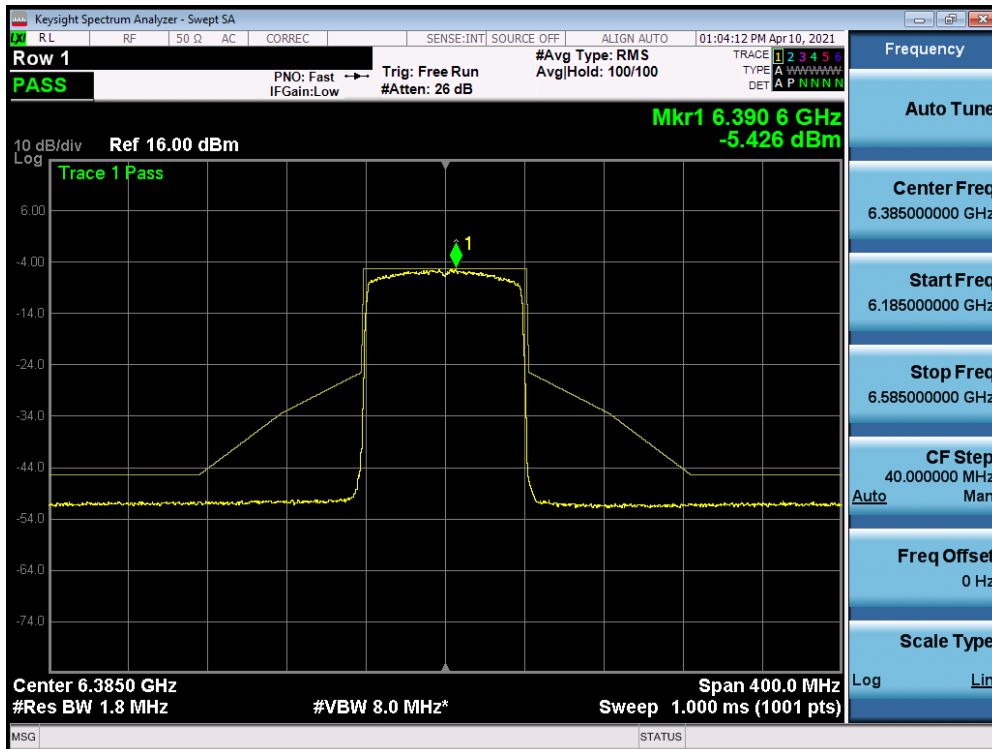 Keysight Spectrum Analyzer - Swept SA
LXI RL RF 50 Ω AC CORREC SENSE:INT SOURCE OFF ALIGN AUTO 01:04:12 PM Apr 10, 2021
Row 1
PASS
PNO: Fast
IFGain:Low
Trig: Free Run
#Atten: 26 dB
#Avg Type: RMS
Avg|Hold: 100/100
TRACE 1 2 3 4 5 6
TYPE A WWWWW
DET A P N N N N
Mkr1 6.390 6 GHz
-5.426 dBm
10 dB/div Ref 16.00 dBm
Log
Trace 1 Pass
1
6.00
-4.00
-14.0
-24.0
-34.0
-44.0
-54.0
-64.0
-74.0
Center 6.3850 GHz Span 400.0 MHz
#Res BW 1.8 MHz #VBW 8.0 MHz* Sweep 1.000 ms (1001 pts)
MSG STATUS
Frequency
Auto Tune
Center Freq
6.385000000 GHz
Start Freq
6.185000000 GHz
Stop Freq
6.585000000 GHz
CF Step
40.000000 MHz
Auto Man
Freq Offset
0 Hz
Scale Type
Log Lin